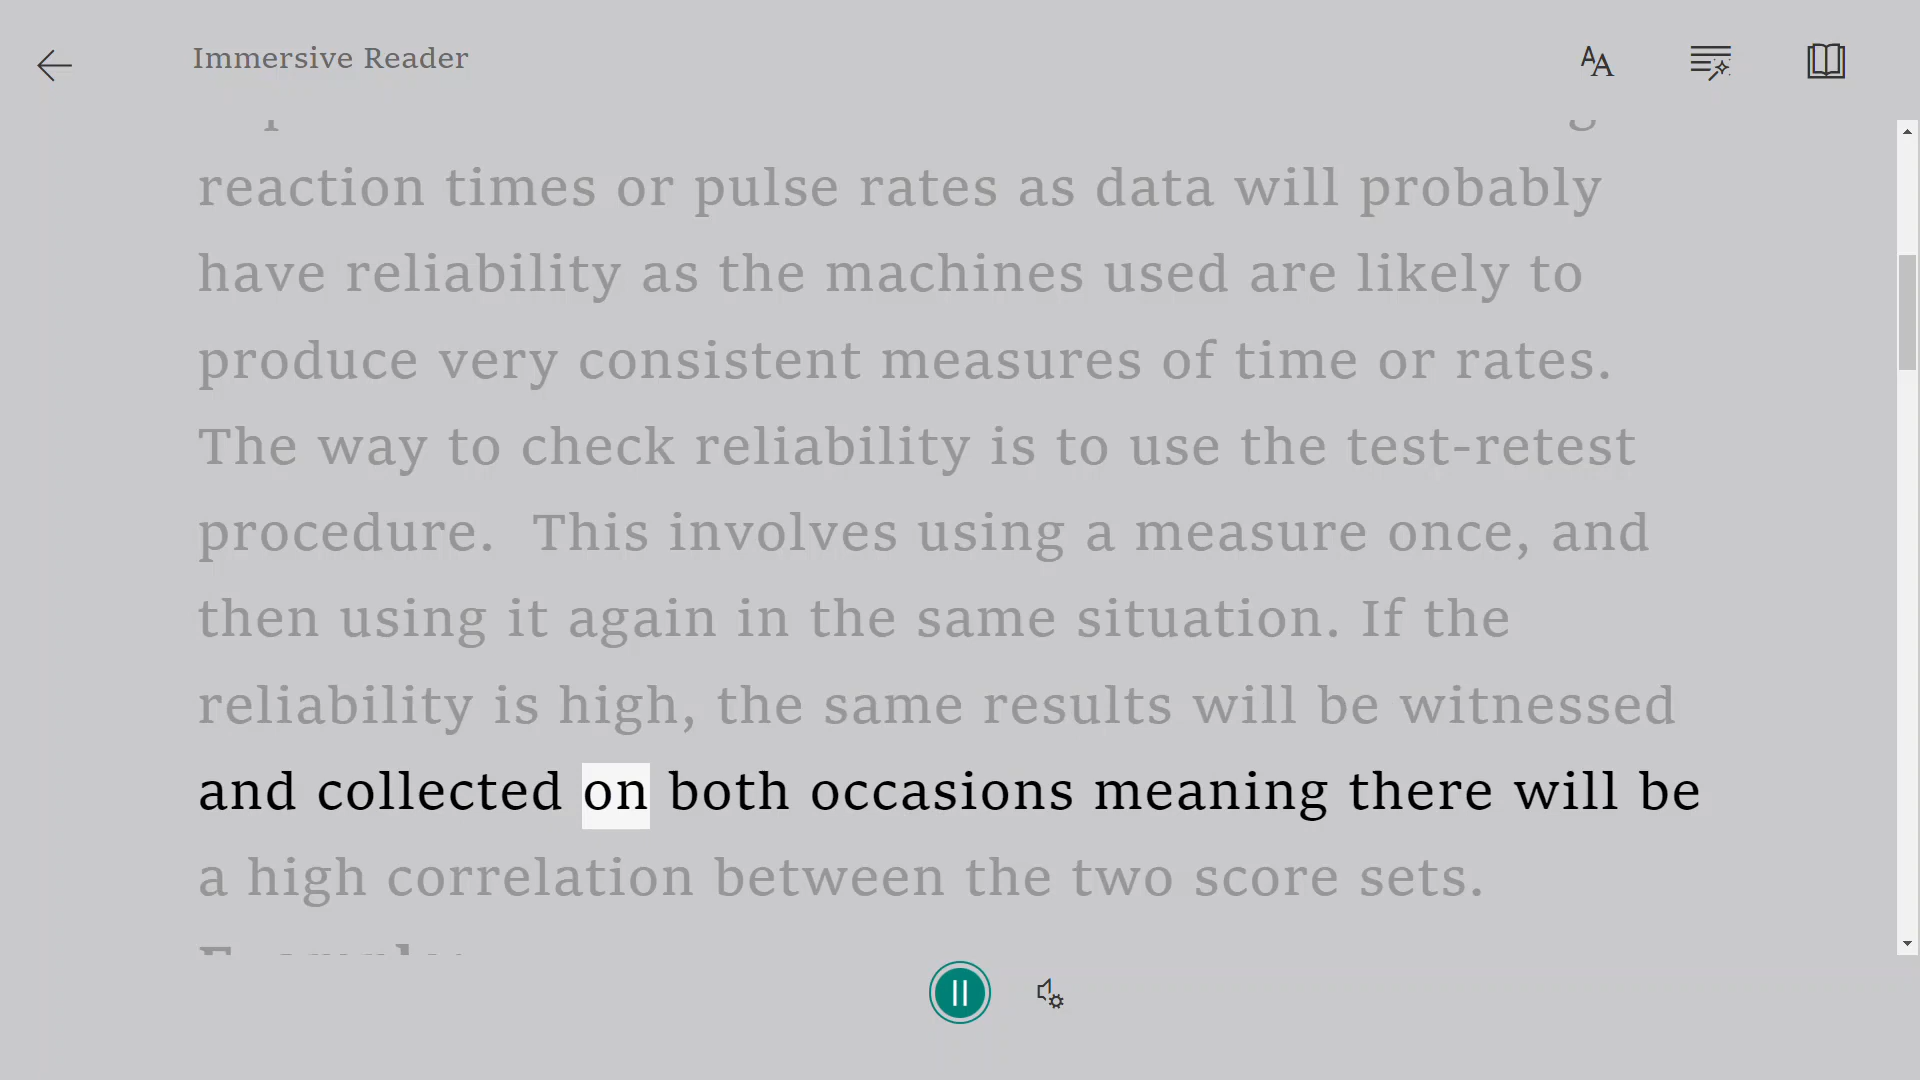 Immersive Reader
reaction times or pulse rates as data will probably
have reliability as the machines used are likely to
produce very consistent measures of time or rates.
The way to check reliability is to use the test-retest
procedure.  This involves using a measure once, and
then using it again in the same situation. If the
reliability is high, the same results will be witnessed
and collected on both occasions meaning there will be
a high correlation between the two score sets.